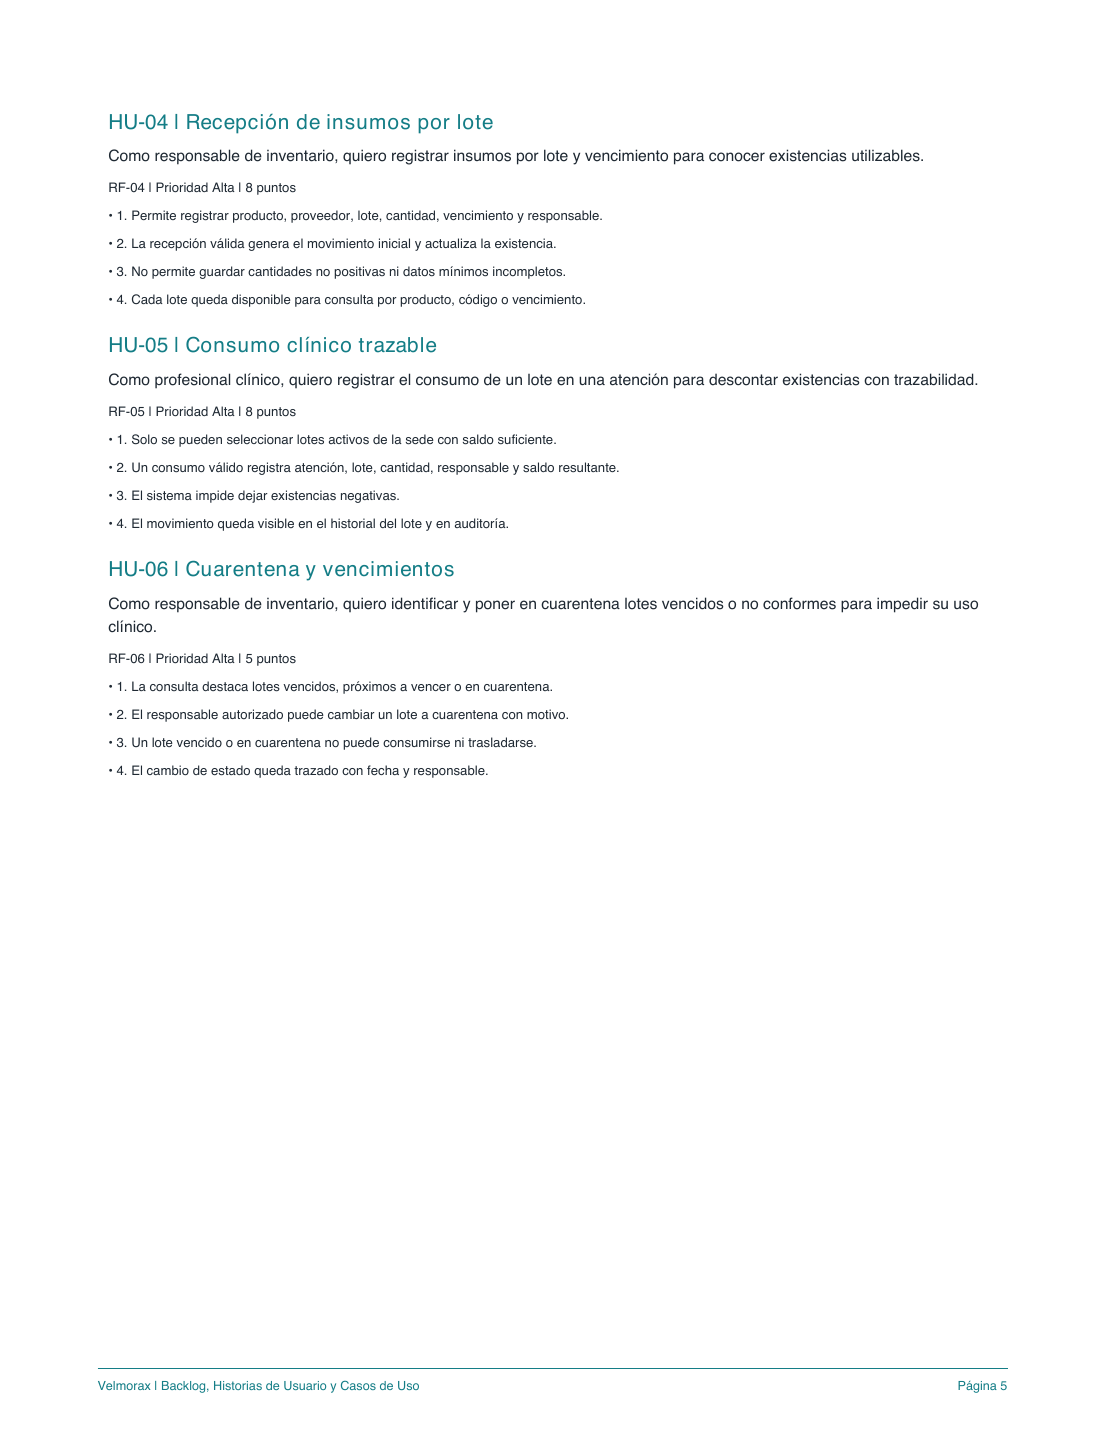 HU-04 | Recepción de insumos por lote
Como responsable de inventario, quiero registrar insumos por lote y vencimiento para conocer existencias utilizables.
RF-04 | Prioridad Alta | 8 puntos
• 1. Permite registrar producto, proveedor, lote, cantidad, vencimiento y responsable.
• 2. La recepción válida genera el movimiento inicial y actualiza la existencia.
• 3. No permite guardar cantidades no positivas ni datos mínimos incompletos.
• 4. Cada lote queda disponible para consulta por producto, código o vencimiento.
HU-05 | Consumo clínico trazable
Como profesional clínico, quiero registrar el consumo de un lote en una atención para descontar existencias con trazabilidad.
RF-05 | Prioridad Alta | 8 puntos
• 1. Solo se pueden seleccionar lotes activos de la sede con saldo suficiente.
• 2. Un consumo válido registra atención, lote, cantidad, responsable y saldo resultante.
• 3. El sistema impide dejar existencias negativas.
• 4. El movimiento queda visible en el historial del lote y en auditoría.
HU-06 | Cuarentena y vencimientos
Como responsable de inventario, quiero identificar y poner en cuarentena lotes vencidos o no conformes para impedir su uso
clínico.
RF-06 | Prioridad Alta | 5 puntos
• 1. La consulta destaca lotes vencidos, próximos a vencer o en cuarentena.
• 2. El responsable autorizado puede cambiar un lote a cuarentena con motivo.
• 3. Un lote vencido o en cuarentena no puede consumirse ni trasladarse.
• 4. El cambio de estado queda trazado con fecha y responsable.
Velmorax | Backlog, Historias de Usuario y Casos de Uso
Página 5